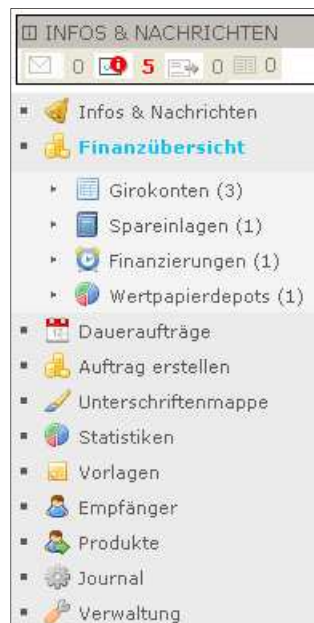 INFOS & NACHRICHTEN
0 5 0 0
Infos & Nachrichten
Finanzübersicht
Girokonten (3)
Spareinlagen (1)
Finanzierungen (1)
Wertpapierdepots (1)
Daueraufträge
Auftrag erstellen
Unterschriftenmappe
Statistiken
Vorlagen
Empfänger
Produkte
Journal
Verwaltung